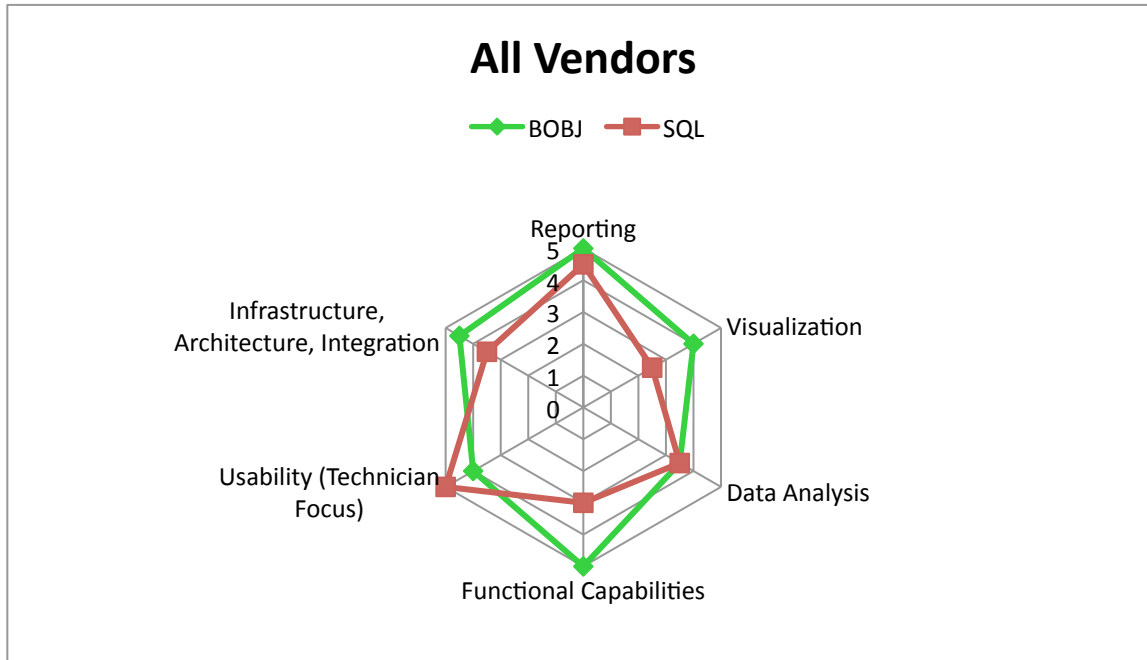 All Vendors
BOBJ
SQL
Reporting
5
4
3
2
1
0
Visualization
Data Analysis
Functional Capabilities
Usability (Technician
Focus)
Infrastructure,
Architecture, Integration